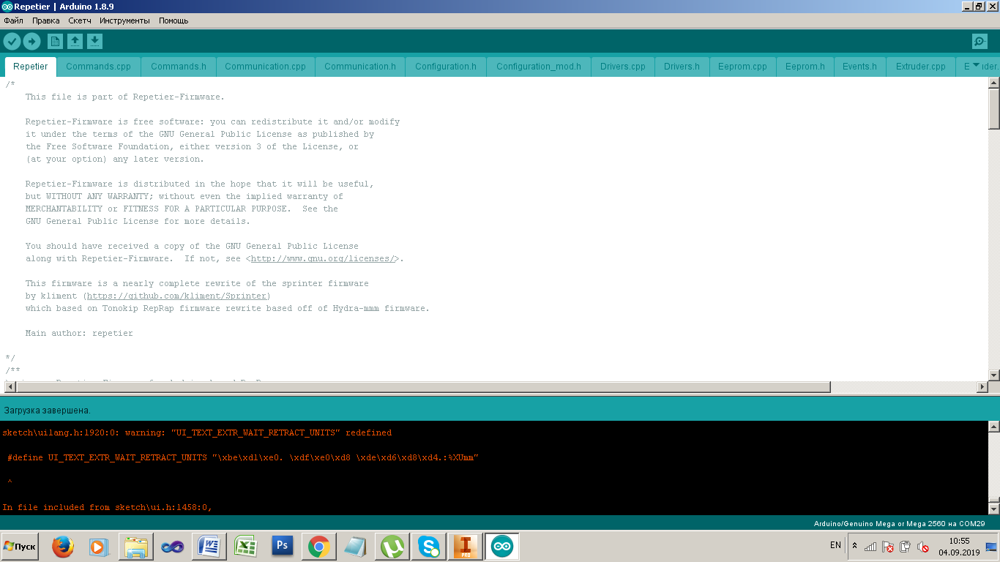 Repetier | Arduino 1.8.9
Файл Правка Скетч Инструменты Помощь
Repetier Commands.cpp Commands.h Communication.cpp Communication.h Configuration.h Configuration_mod.h Drivers.cpp Drivers.h Eeprom.cpp Eeprom.h Events.h Extruder.cpp
/*
This file is part of Repetier-Firmware.
Repetier-Firmware is free software: you can redistribute it and/or modify
it under the terms of the GNU General Public License as published by
the Free Software Foundation, either version 3 of the License, or
(at your option) any later version.
Repetier-Firmware is distributed in the hope that it will be useful,
but WITHOUT ANY WARRANTY; without even the implied warranty of
MERCHANTABILITY or FITNESS FOR A PARTICULAR PURPOSE.  See the
GNU General Public License for more details.
You should have received a copy of the GNU General Public License
along with Repetier-Firmware.  If not, see <http://www.gnu.org/licenses/>.
This firmware is a nearly complete rewrite of the sprinter firmware
by kliment (https://github.com/kliment/Sprinter)
which based on Tonokip RepRap firmware rewrite based off of Hydra-mmm firmware.
Main author: repetier
*/
/**
Загрузка завершена.
sketch\uilang.h:1920:0: warning: "UI_TEXT_EXTR_WAIT_RETRACT_UNITS" redefined
#define UI_TEXT_EXTR_WAIT_RETRACT_UNITS "\xbe\xd1\xe0. \xdf\xe0\xd8 \xde\xd6\xd8\xd4.:%XUmm"
^
In file included from sketch\ui.h:1458:0,
Arduino/Genuino Mega or Mega 2560 на COM29
Пуск
Ps
PRO
EN
10:55
04.09.2019